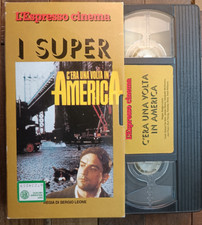 L'Espresso cinema
I SUPER
C'ERA UNA VOLTA IN
AMERICA
REGIA DI SERGIO LEONE
L'Espresso cinema
C'ERA UNA VOLTA
IN AMERICA